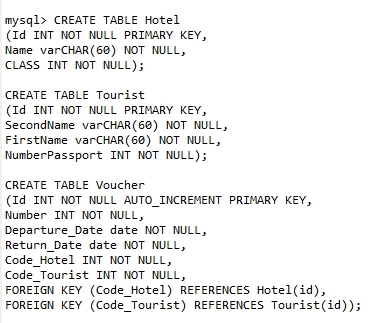 mysql> CREATE TABLE Hotel
(Id INT NOT NULL PRIMARY KEY,
Name varCHAR(60) NOT NULL,
CLASS INT NOT NULL);
CREATE TABLE Tourist
(Id INT NOT NULL PRIMARY KEY,
SecondName varCHAR(60) NOT NULL,
FirstName varCHAR(60) NOT NULL,
NumberPassport INT NOT NULL);
CREATE TABLE Voucher
(Id INT NOT NULL AUTO_INCREMENT PRIMARY KEY,
Number INT NOT NULL,
Departure_Date date NOT NULL,
Return_Date date NOT NULL,
Code_Hotel INT NOT NULL,
Code_Tourist INT NOT NULL,
FOREIGN KEY (Code_Hotel) REFERENCES Hotel(id),
FOREIGN KEY (Code_Tourist) REFERENCES Tourist(id));